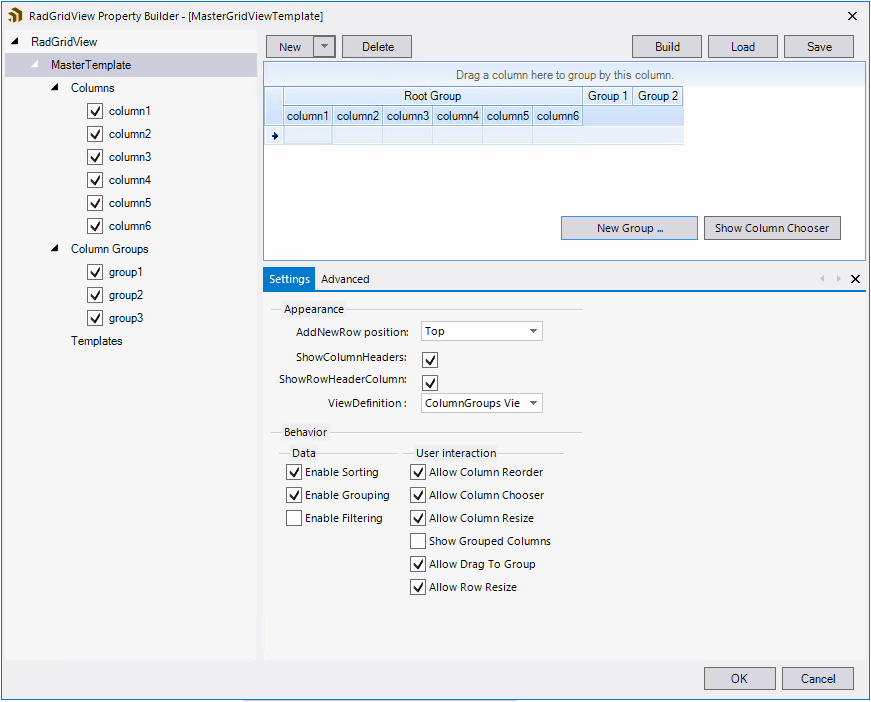 RadGridView Property Builder - [MasterGridViewTemplate]
RadGridView
MasterTemplate
Columns
column1
column2
column3
column4
column5
column6
Column Groups
group1
group2
group3
Templates
New Delete Build Load Save
Drag a column here to group by this column.
Root Group Group 1 Group 2
column1 column2 column3 column4 column5 column6
New Group ... Show Column Chooser
Settings Advanced
Appearance
AddNewRow position: Top
ShowColumnHeaders:
ShowRowHeaderColumn:
ViewDefinition : ColumnGroups Vie
Behavior
Data User interaction
Enable Sorting Allow Column Reorder
Enable Grouping Allow Column Chooser
Enable Filtering Allow Column Resize
Show Grouped Columns
Allow Drag To Group
Allow Row Resize
OK Cancel